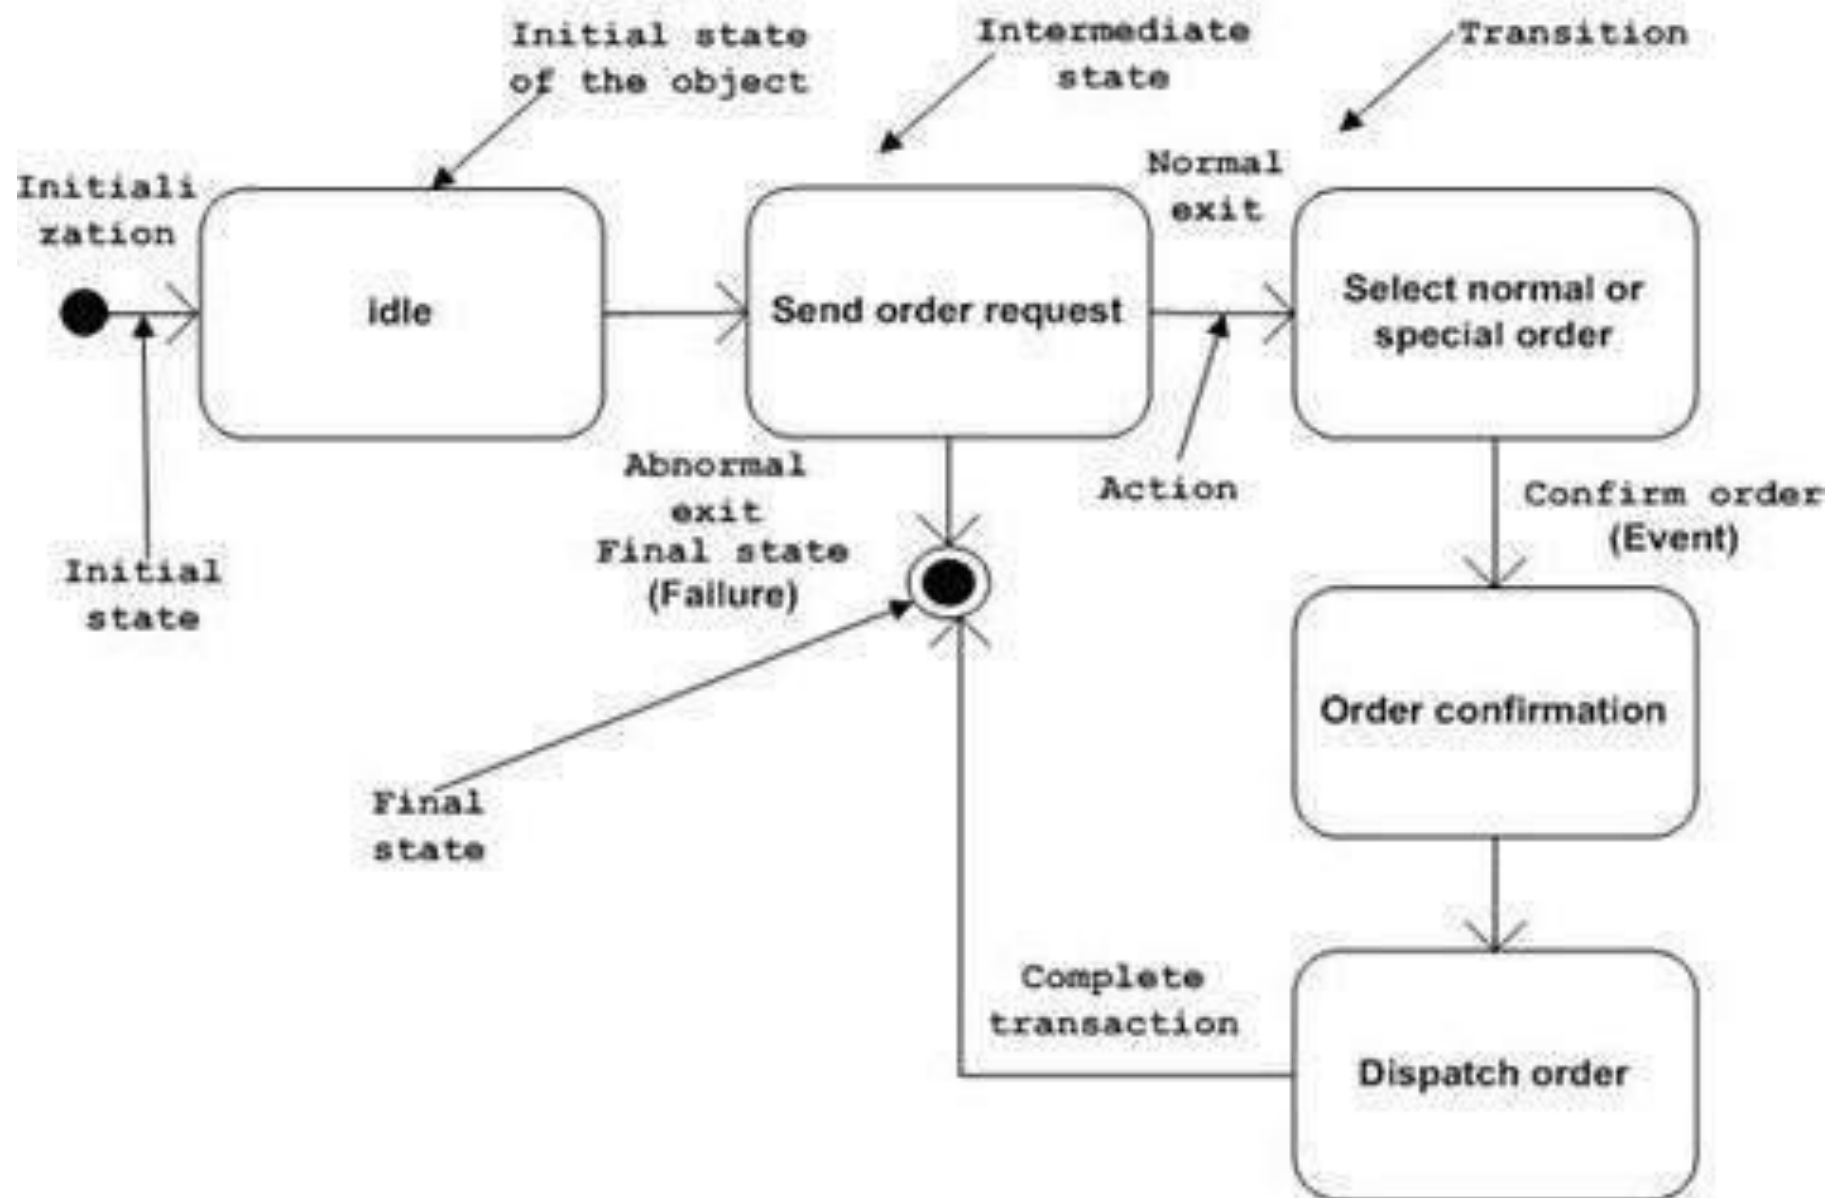 Initial state
of the object
Intermediate
state
Transition
Initiali
zation
Normal
exit
idle
Send order request
Select normal or
special order
Abnormal
exit
Final state
(Failure)
Action
Confirm order
(Event)
Initial
state
Order confirmation
Final
state
Complete
transaction
Dispatch order